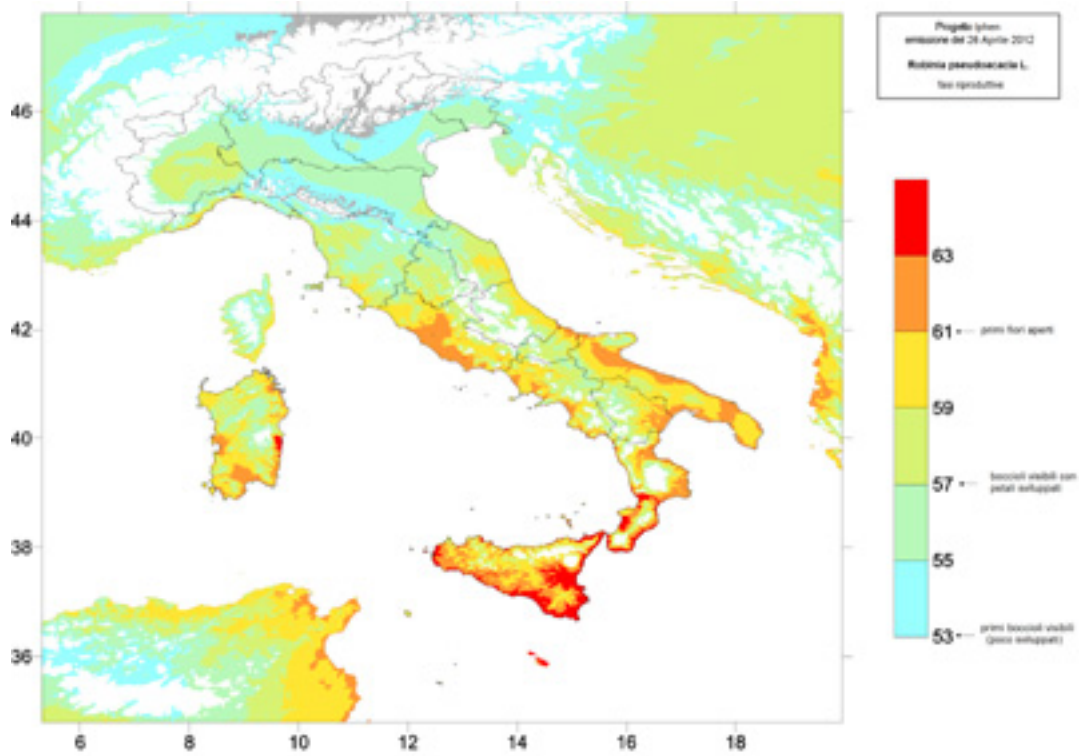 Progetto Iphen
emissione del 26 Aprile 2012
Robinia pseudoacacia L.
fasi riproduttive
46
44
42
40
38
36
6 8 10 12 14 16 18
63
61 primi fiori aperti
59
57 boccioli visibili con
petali sviluppati
55
53 primi boccioli visibili
(poco sviluppati)